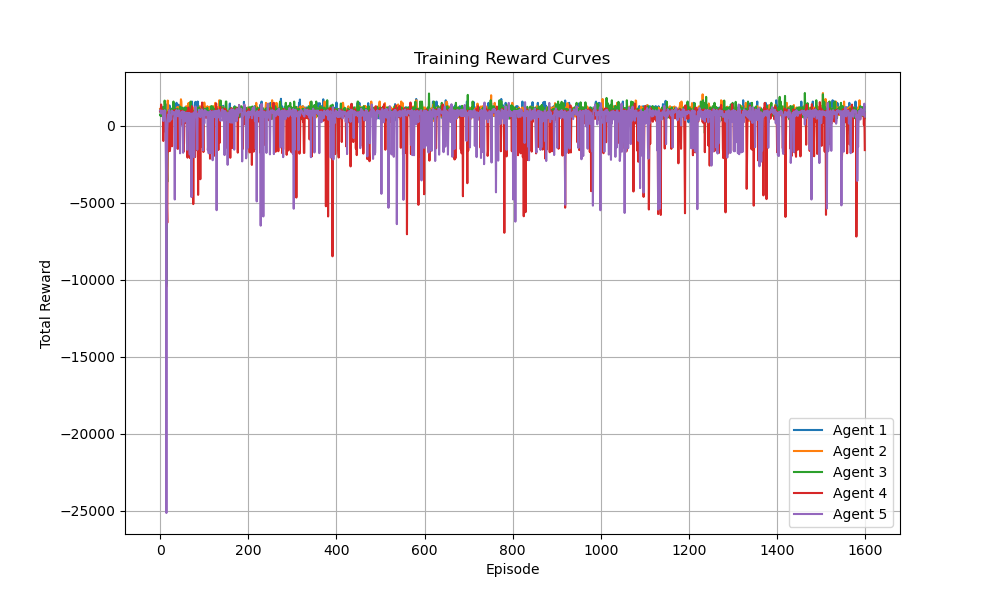 Training Reward Curves
Total Reward
0
−5000
−10000
−15000
−20000
−25000
0 200 400 600 800 1000 1200 1400 1600
Episode
Agent 1
Agent 2
Agent 3
Agent 4
Agent 5